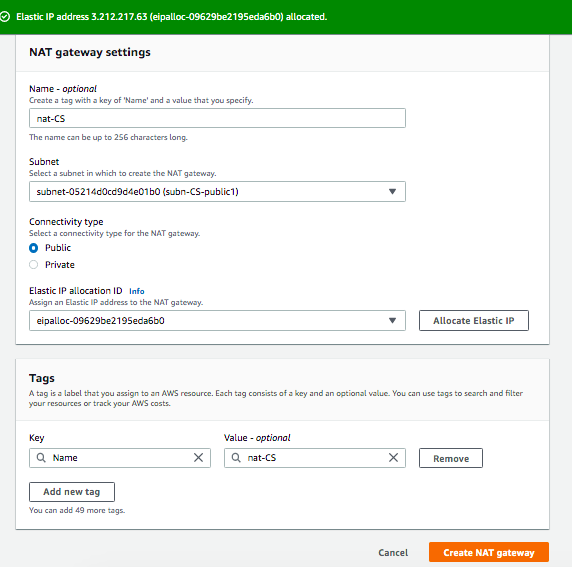 Elastic IP address 3.212.217.63 (eipalloc-09629be2195eda6b0) allocated.
NAT gateway settings
Name - optional
Create a tag with a key of 'Name' and a value that you specify.
nat-CS
The name can be up to 256 characters long.
Subnet
Select a subnet in which to create the NAT gateway.
subnet-05214d0cd9d4e01b0 (subn-CS-public1)
Connectivity type
Select a connectivity type for the NAT gateway.
Public
Private
Elastic IP allocation ID Info
Assign an Elastic IP address to the NAT gateway.
eipalloc-09629be2195eda6b0 Allocate Elastic IP
Tags
A tag is a label that you assign to an AWS resource. Each tag consists of a key and an optional value. You can use tags to search and filter
your resources or track your AWS costs.
Key Value - optional
Name nat-CS Remove
Add new tag
You can add 49 more tags.
Cancel Create NAT gateway